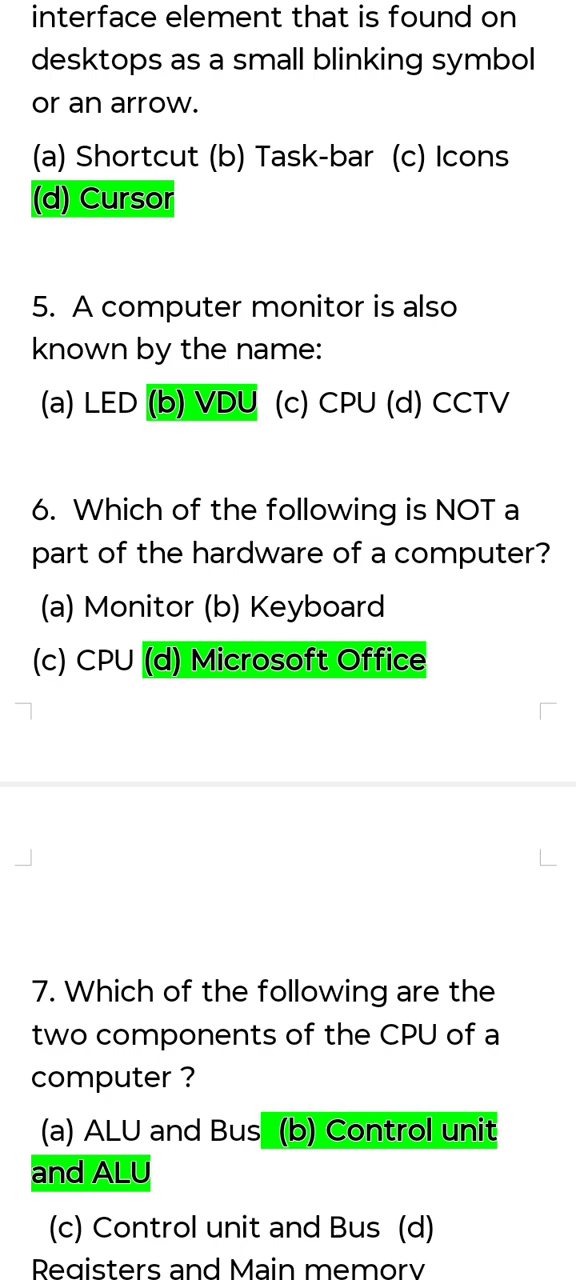 interface element that is found on
desktops as a small blinking symbol
or an arrow.
(a) Shortcut (b) Task-bar (c) Icons
(d) Cursor
5. A computer monitor is also
known by the name:
(a) LED (b) VDU (c) CPU (d) CCTV
6. Which of the following is NOT a
part of the hardware of a computer?
(a) Monitor (b) Keyboard
(c) CPU (d) Microsoft Office
7. Which of the following are the
two components of the CPU of a
computer ?
(a) ALU and Bus (b) Control unit
and ALU
(c) Control unit and Bus (d)
Registers and Main memory